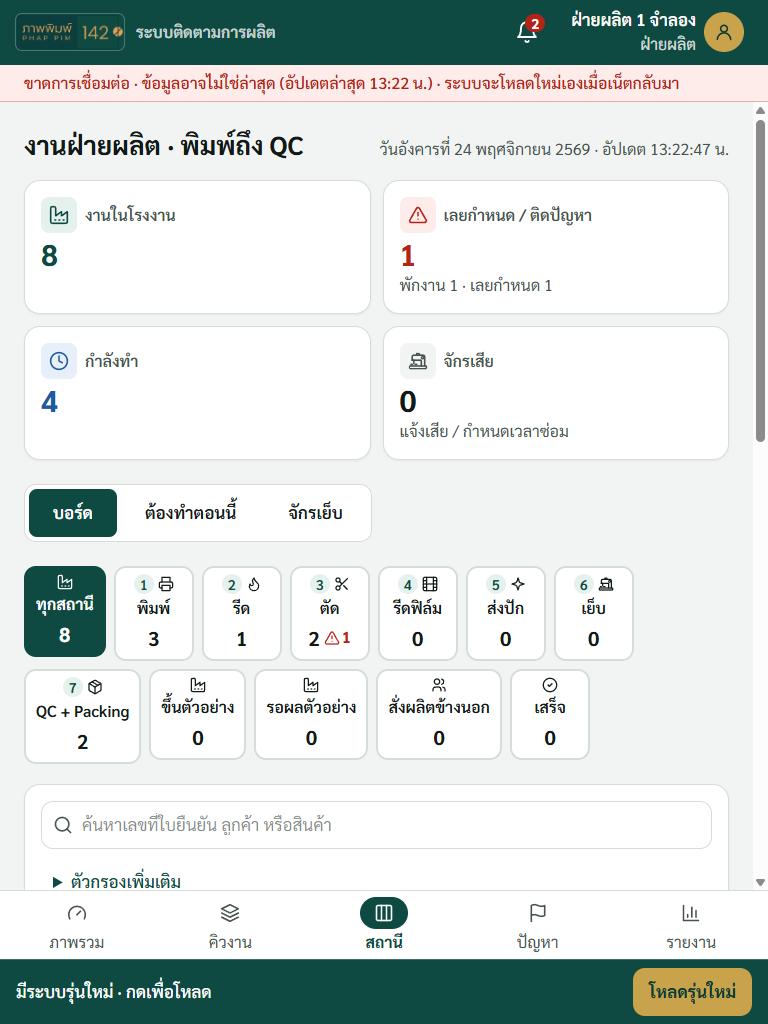 ภาพพิมพ์ PHAP PIM 142
ระบบติดตามการผลิต
2
ฝ่ายผลิต 1 จำลอง
ฝ่ายผลิต
ขาดการเชื่อมต่อ · ข้อมูลอาจไม่ใช่ล่าสุด (อัปเดตล่าสุด 13:22 น.) · ระบบจะโหลดใหม่เองเมื่อเน็ตกลับมา
งานฝ่ายผลิต · พิมพ์ถึง QC
วันอังคารที่ 24 พฤศจิกายน 2569 · อัปเดต 13:22:47 น.
งานในโรงงาน
8
เลยกำหนด / ติดปัญหา
1
พักงาน 1 · เลยกำหนด 1
กำลังทำ
4
จักรเสีย
0
แจ้งเสีย / กำหนดเวลาซ่อม
บอร์ด
ต้องทำตอนนี้
จักรเย็บ
ทุกสถานี
8
1
พิมพ์
3
2
รีด
1
3
ตัด
2 1
4
รีดฟิล์ม
0
5
ส่งปัก
0
6
เย็บ
0
7
QC + Packing
2
ขึ้นตัวอย่าง
0
รอผลตัวอย่าง
0
สั่งผลิตข้างนอก
0
เสร็จ
0
ค้นหาเลขที่ใบยืนยัน ลูกค้า หรือสินค้า
ตัวกรองเพิ่มเติม
ภาพรวม
คิวงาน
สถานี
ปัญหา
รายงาน
มีระบบรุ่นใหม่ · กดเพื่อโหลด
โหลดรุ่นใหม่